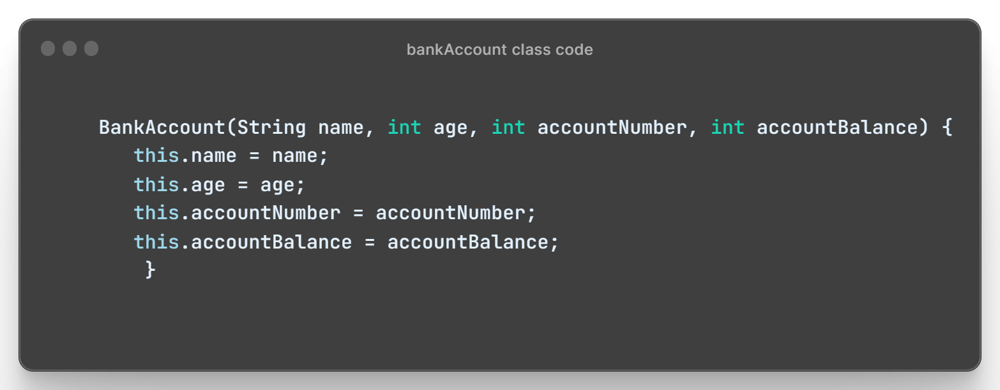 bankAccount class code
BankAccount(String name, int age, int accountNumber, int accountBalance) {
this.name = name;
this.age = age;
this.accountNumber = accountNumber;
this.accountBalance = accountBalance;
}